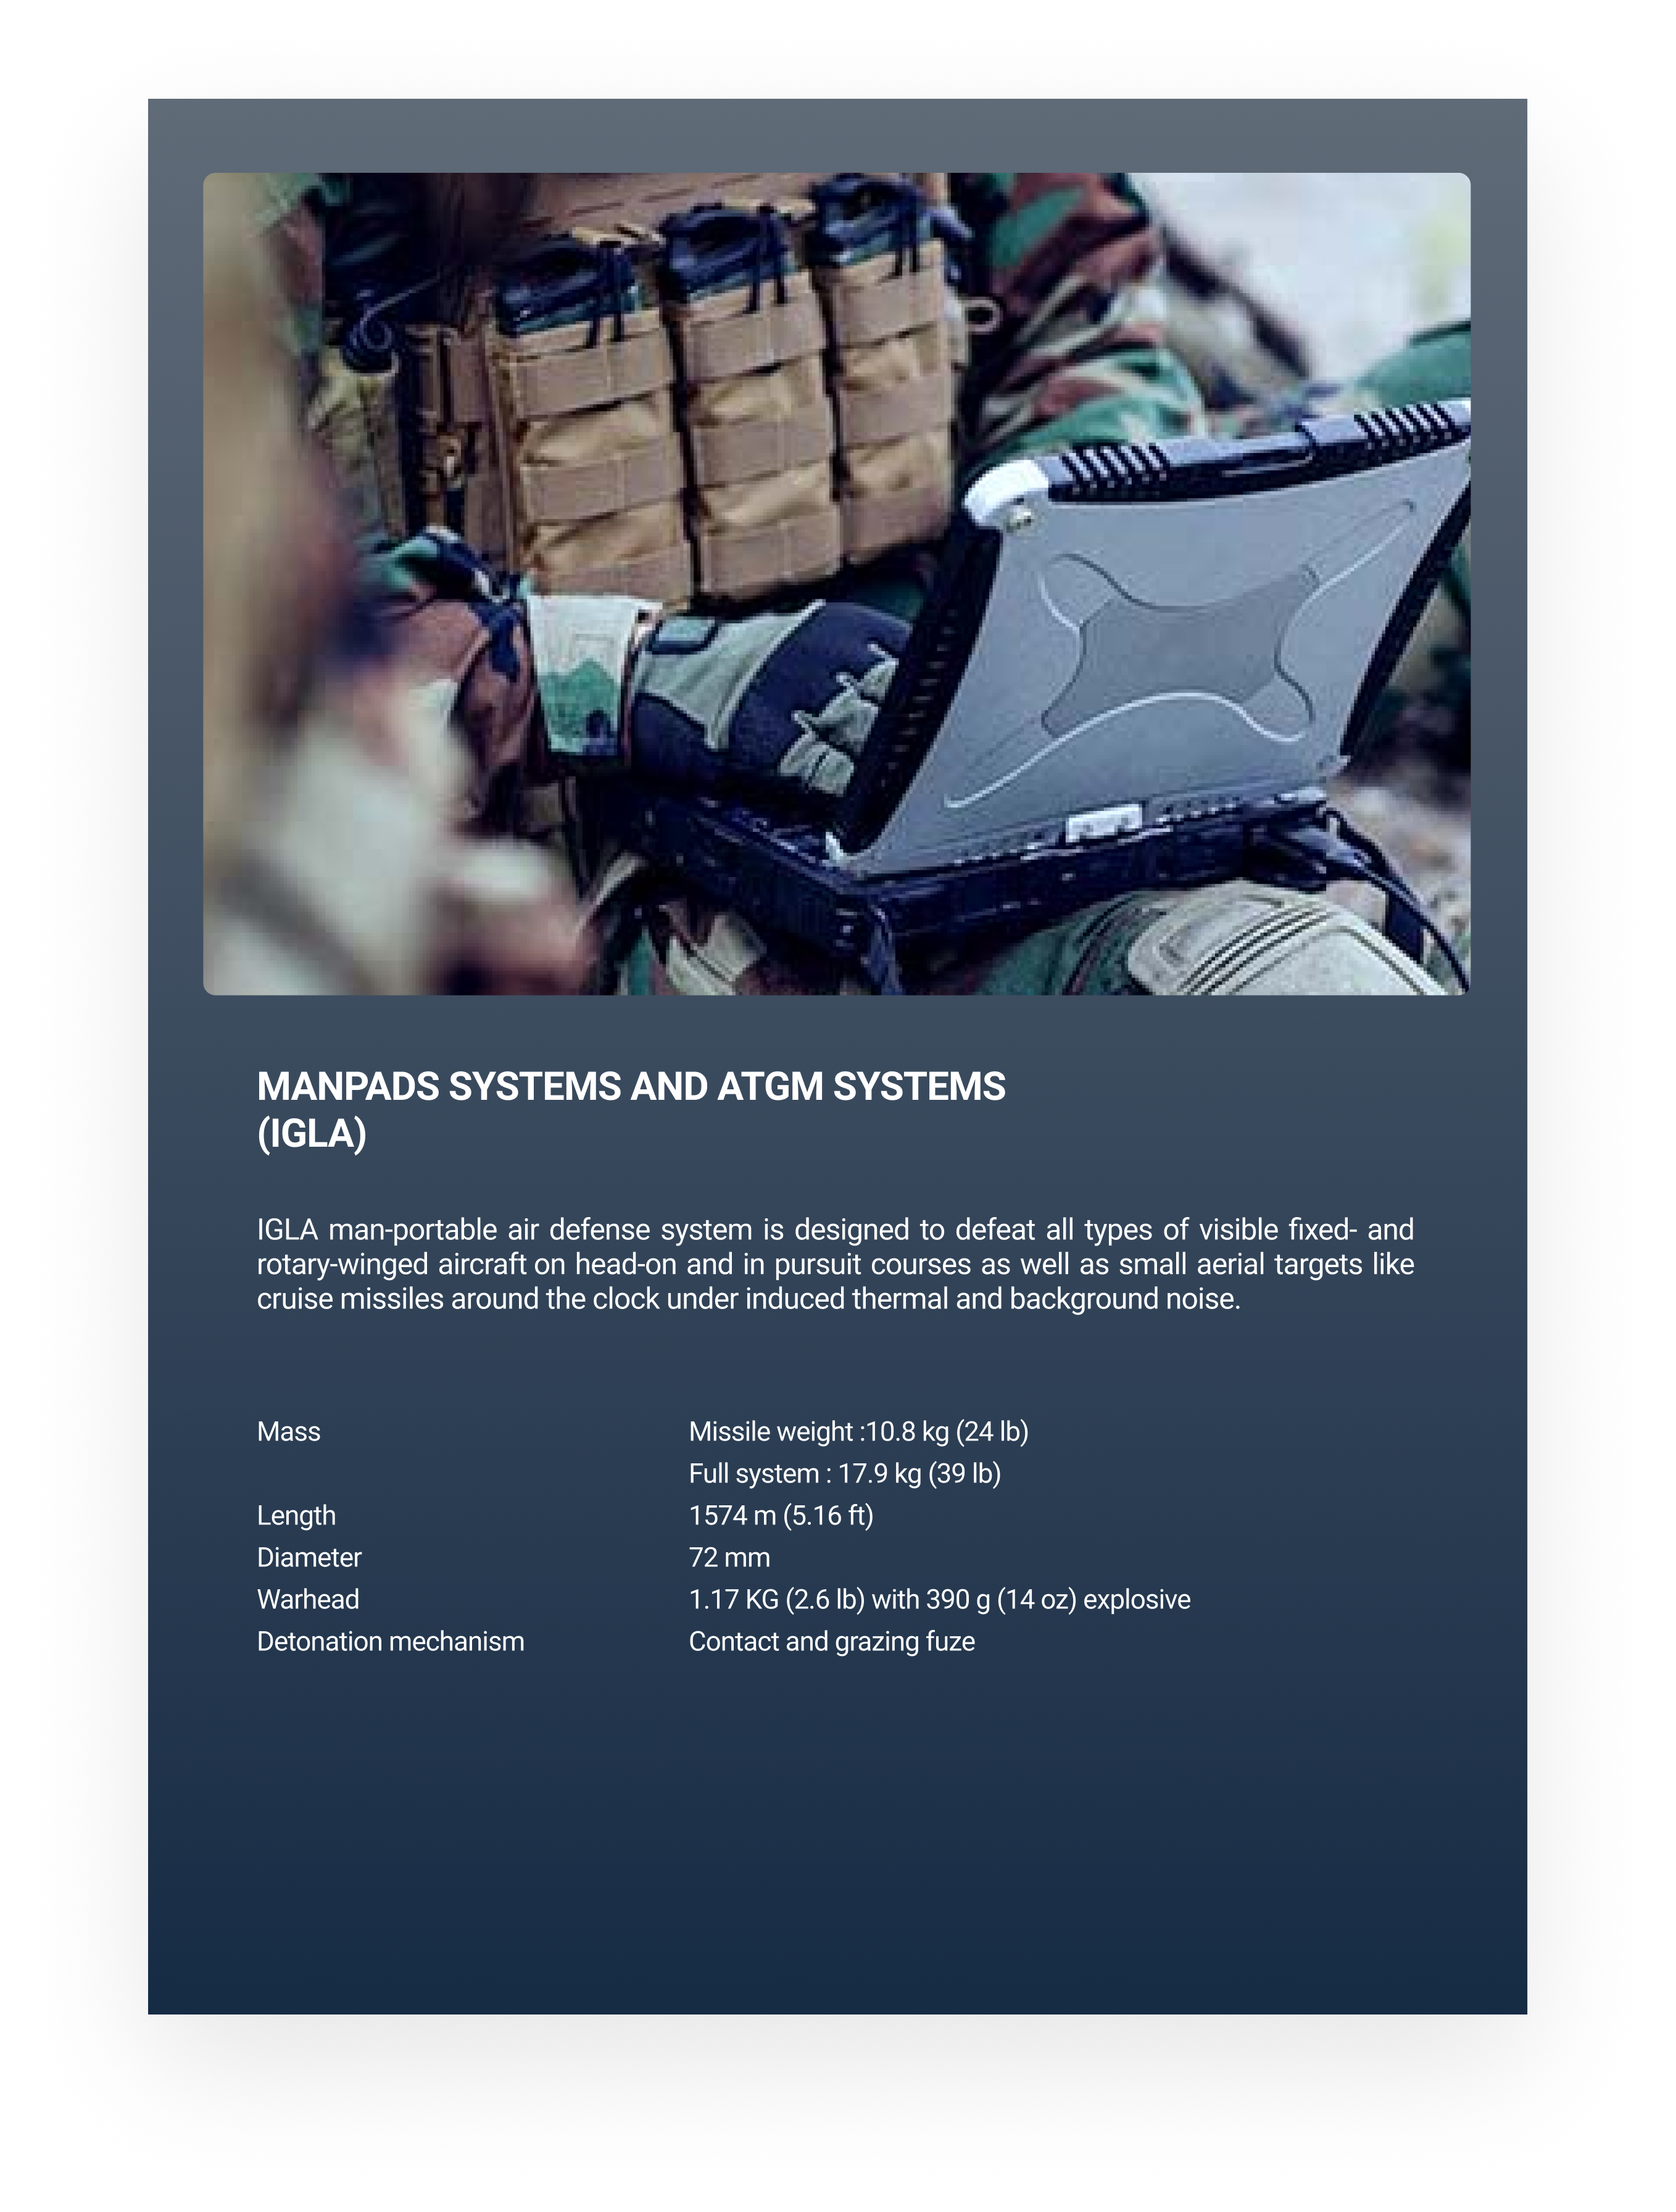 MANPADS SYSTEMS AND ATGM SYSTEMS
(IGLA)
IGLA man-portable air defense system is designed to defeat all types of visible fixed- and
rotary-winged aircraft on head-on and in pursuit courses as well as small aerial targets like
cruise missiles around the clock under induced thermal and background noise.
Mass Missile weight :10.8 kg (24 lb)
Full system : 17.9 kg (39 lb)
Length 1574 m (5.16 ft)
Diameter 72 mm
Warhead 1.17 KG (2.6 lb) with 390 g (14 oz) explosive
Detonation mechanism Contact and grazing fuze